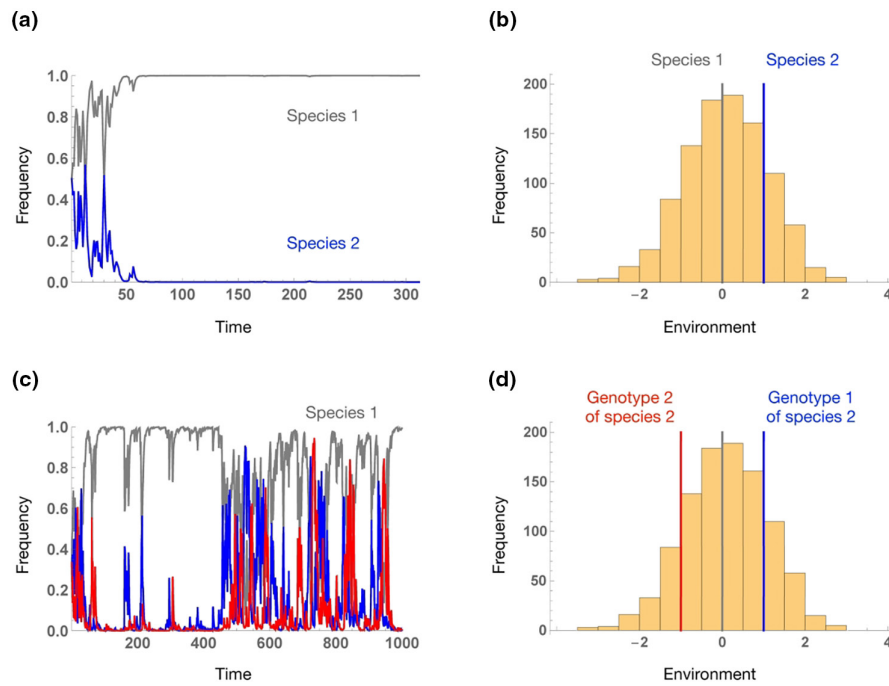 (a)
1.0
0.8
0.6
0.4
0.2
0.0
Frequency
Species 1
Species 2
50
100
150
200
250
300
Time
(b)
Species 1
Species 2
200
150
100
50
0
Frequency
−2
0
2
4
Environment
(c)
Species 1
1.0
0.8
0.6
0.4
0.2
0.0
Frequency
0
200
400
600
800
1000
Time
(d)
Genotype 2
of species 2
Genotype 1
of species 2
200
150
100
50
0
Frequency
−2
0
2
4
Environment